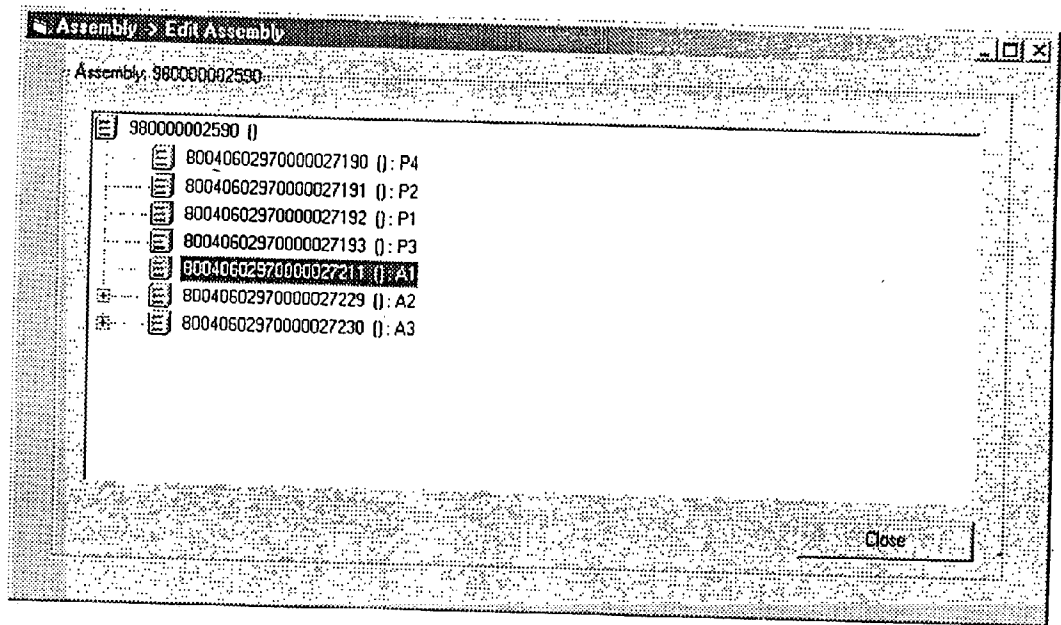 Assembly > Edit Assembly
Assembly: 980000002590
980000002590 ()
80040602970000027190 () : P4
80040602970000027191 () : P2
80040602970000027192 () : P1
80040602970000027193 () : P3
80040602970000027211 () : A1
80040602970000027229 () : A2
80040602970000027230 () : A3
Close